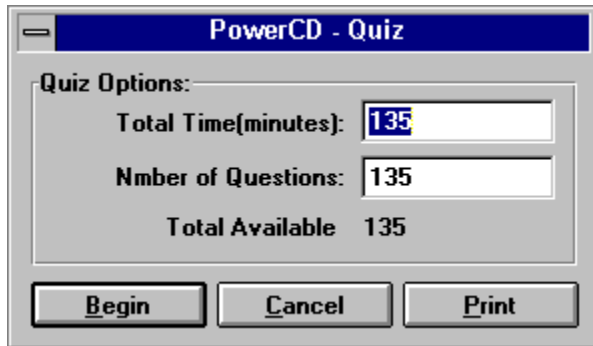 PowerCD - Quiz
Quiz Options:
Total Time(minutes): 135
Nmber of Questions: 135
Total Available 135
Begin Cancel Print